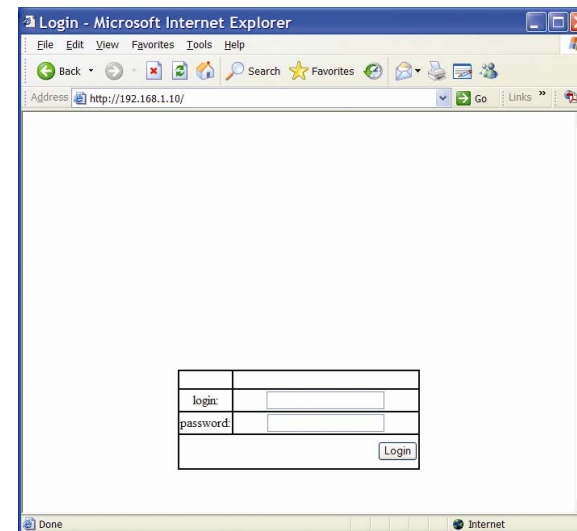 Login - Microsoft Internet Explorer
File Edit View Favorites Tools Help
Back Search Favorites
Address http://192.168.1.10/ Go Links »
login:
password:
Login
Done Internet